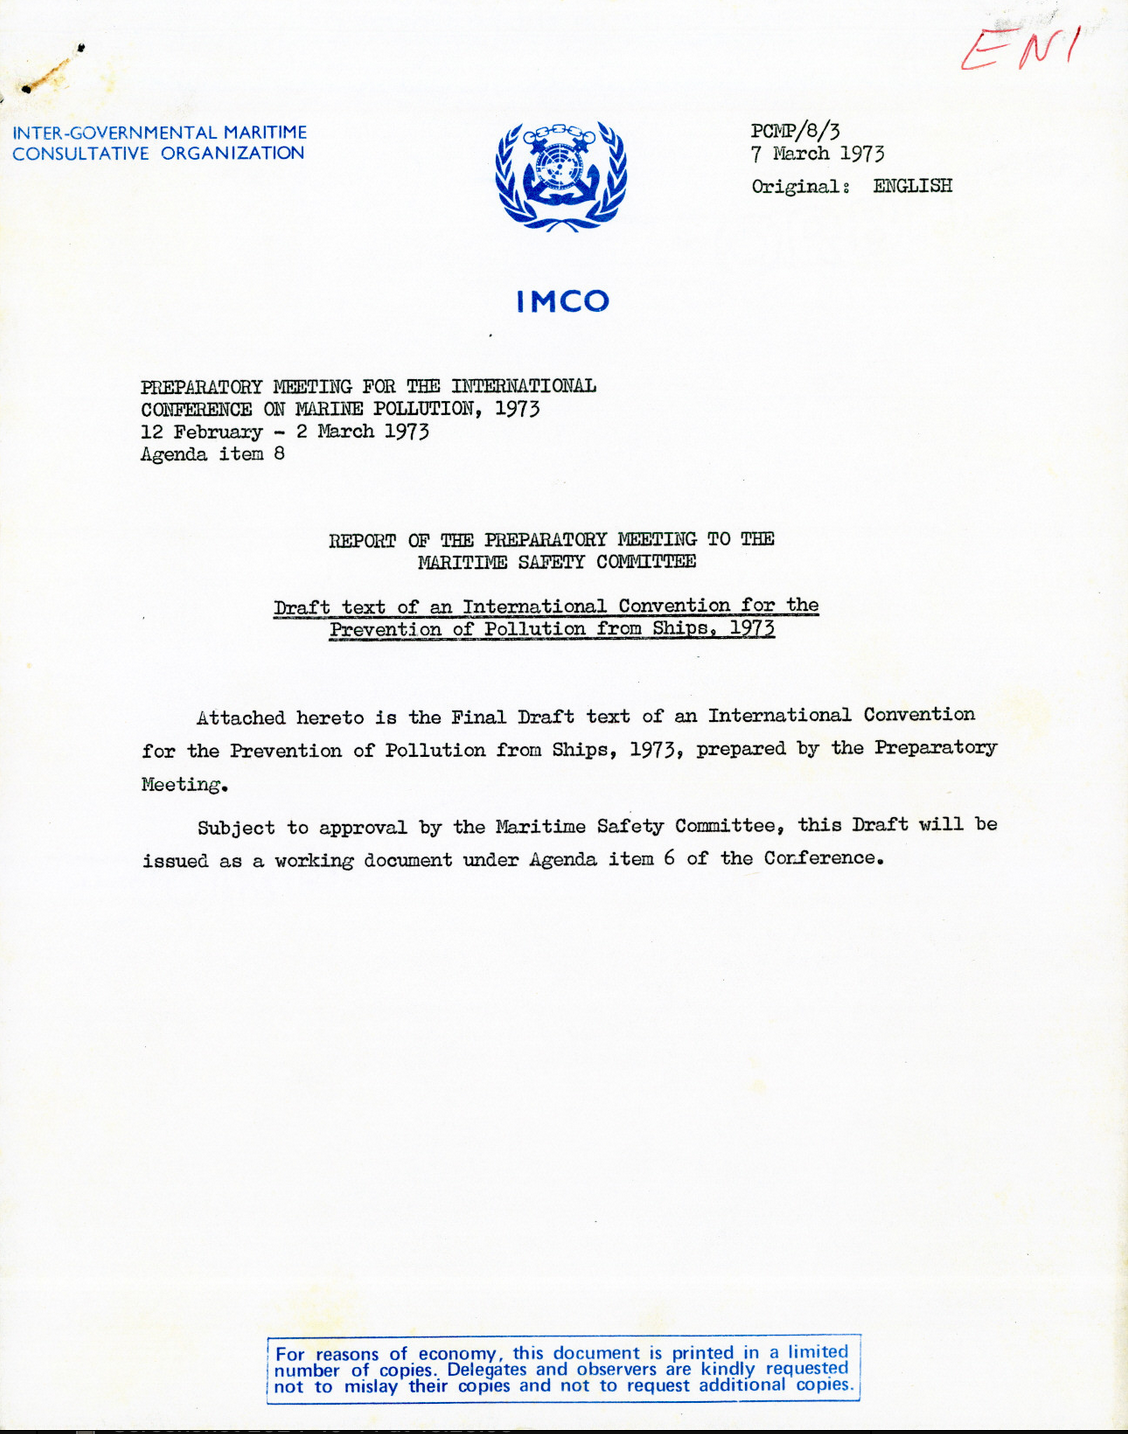 ENI
INTER-GOVERNMENTAL MARITIME
CONSULTATIVE ORGANIZATION
PCMP/8/3
7 March 1973
Original: ENGLISH
IMCO
PREPARATORY MEETING FOR THE INTERNATIONAL
CONFERENCE ON MARINE POLLUTION, 1973
12 February - 2 March 1973
Agenda item 8
REPORT OF THE PREPARATORY MEETING TO THE
MARITIME SAFETY COMMITTEE
Draft text of an International Convention for the
Prevention of Pollution from Ships, 1973
Attached hereto is the Final Draft text of an International Convention
for the Prevention of Pollution from Ships, 1973, prepared by the Preparatory
Meeting.
Subject to approval by the Maritime Safety Committee, this Draft will be
issued as a working document under Agenda item 6 of the Conference.
For reasons of economy, this document is printed in a limited
number of copies. Delegates and observers are kindly requested
not to mislay their copies and not to request additional copies.